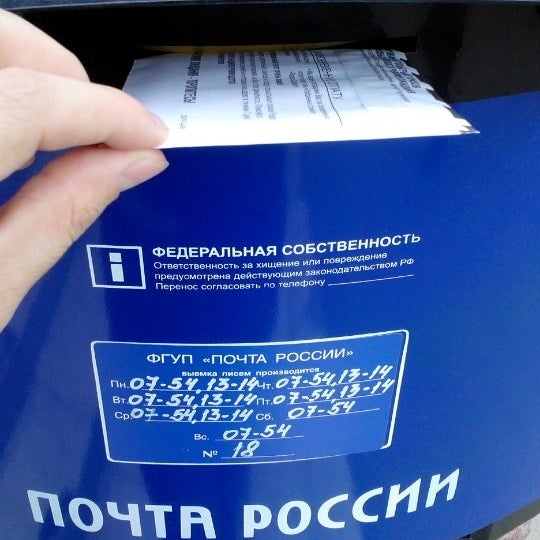 ФЕДЕРАЛЬНАЯ СОБСТВЕННОСТЬ
Ответственность за хищение или повреждение
предусмотрена действующим законодательством РФ
Перенос согласовать по телефону
ФГУП «ПОЧТА РОССИИ»
выемка писем производится
Пн. 07-54, 13-14 Чт. 07-54, 13-14
Вт. 07-54, 13-14 Пт. 07-54, 13-14
Ср. 07-54, 13-14 Сб. 07-54
Вс. 07-54
№ 18
ПОЧТА РОССИИ